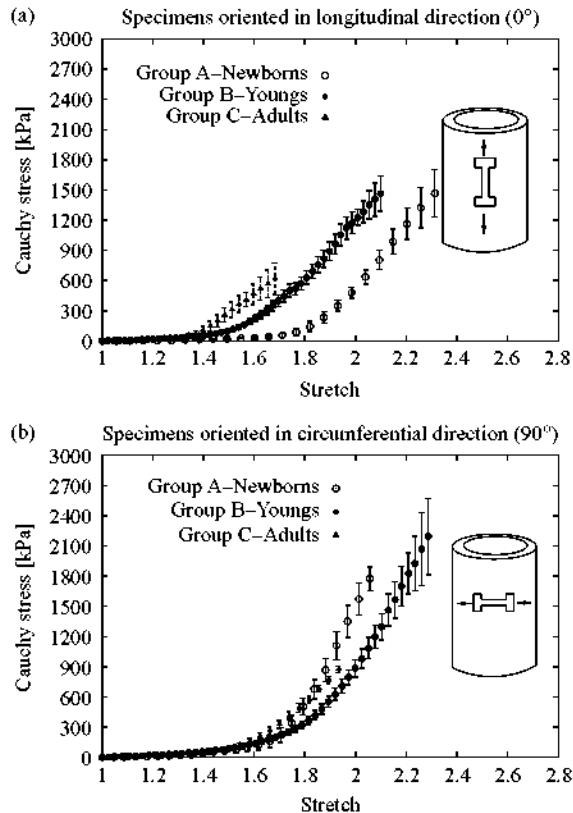 (a) Specimens oriented in longitudinal direction (0°)
3000
2700
2400
2100
1800
1500
1200
900
600
300
0
Cauchy stress [kPa]
Group A–Newborns
Group B–Youngs
Group C–Adults
1 1.2 1.4 1.6 1.8 2 2.2 2.4 2.6 2.8
Stretch
(b) Specimens oriented in circunferential direction (90°)
3000
2700
2400
2100
1800
1500
1200
900
600
300
0
Cauchy stress [kPa]
Group A–Newborns
Group B–Youngs
Group C–Adults
1 1.2 1.4 1.6 1.8 2 2.2 2.4 2.6 2.8
Stretch